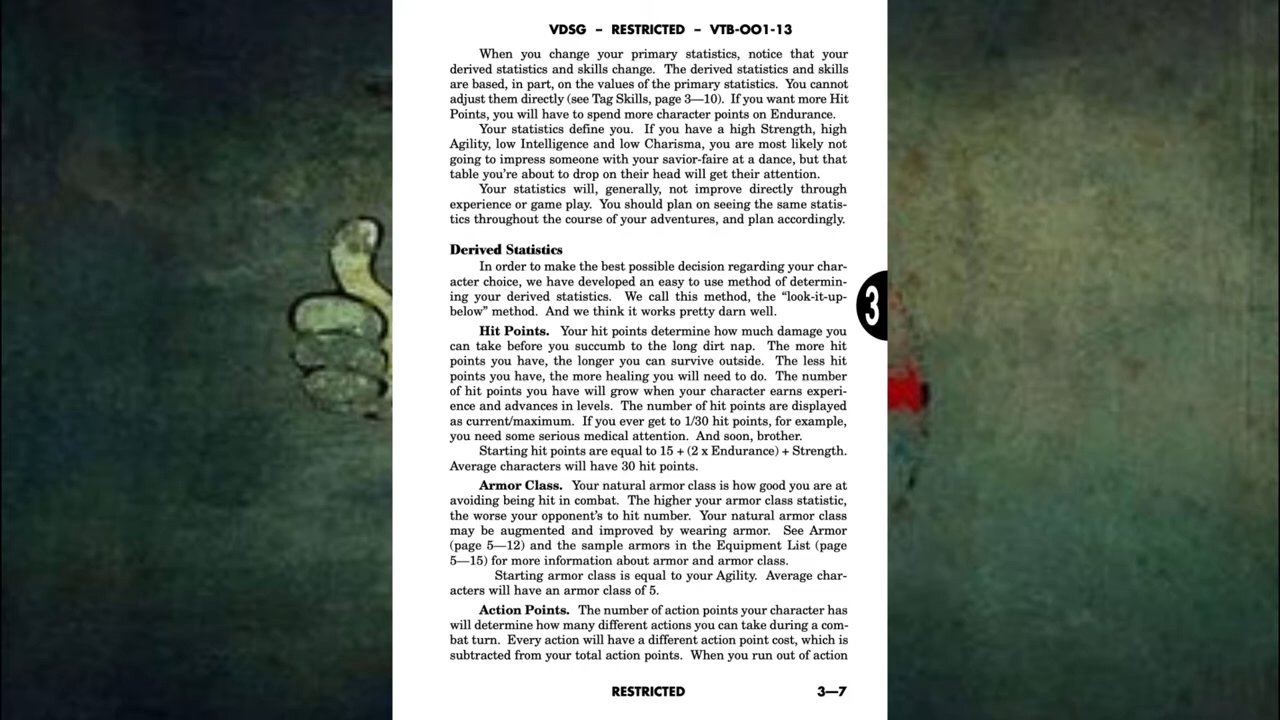 VDSG – RESTRICTED – VTB-OO1-13
When you change your primary statistics, notice that your
derived statistics and skills change. The derived statistics and skills
are based, in part, on the values of the primary statistics. You cannot
adjust them directly (see Tag Skills, page 3—10). If you want more Hit
Points, you will have to spend more character points on Endurance.
Your statistics define you. If you have a high Strength, high
Agility, low Intelligence and low Charisma, you are most likely not
going to impress someone with your savior-faire at a dance, but that
table you're about to drop on their head will get their attention.
Your statistics will, generally, not improve directly through
experience or game play. You should plan on seeing the same statis-
tics throughout the course of your adventures, and plan accordingly.
Derived Statistics
In order to make the best possible decision regarding your char-
acter choice, we have developed an easy to use method of determin-
ing your derived statistics. We call this method, the “look-it-up-
below” method. And we think it works pretty darn well.
3
Hit Points. Your hit points determine how much damage you
can take before you succumb to the long dirt nap. The more hit
points you have, the longer you can survive outside. The less hit
points you have, the more healing you will need to do. The number
of hit points you have will grow when your character earns experi-
ence and advances in levels. The number of hit points are displayed
as current/maximum. If you ever get to 1/30 hit points, for example,
you need some serious medical attention. And soon, brother.
Starting hit points are equal to 15 + (2 x Endurance) + Strength.
Average characters will have 30 hit points.
Armor Class. Your natural armor class is how good you are at
avoiding being hit in combat. The higher your armor class statistic,
the worse your opponent's to hit number. Your natural armor class
may be augmented and improved by wearing armor. See Armor
(page 5—12) and the sample armors in the Equipment List (page
5—15) for more information about armor and armor class.
Starting armor class is equal to your Agility. Average char-
acters will have an armor class of 5.
Action Points. The number of action points your character has
will determine how many different actions you can take during a com-
bat turn. Every action will have a different action point cost, which is
subtracted from your total action points. When you run out of action
RESTRICTED
3—7